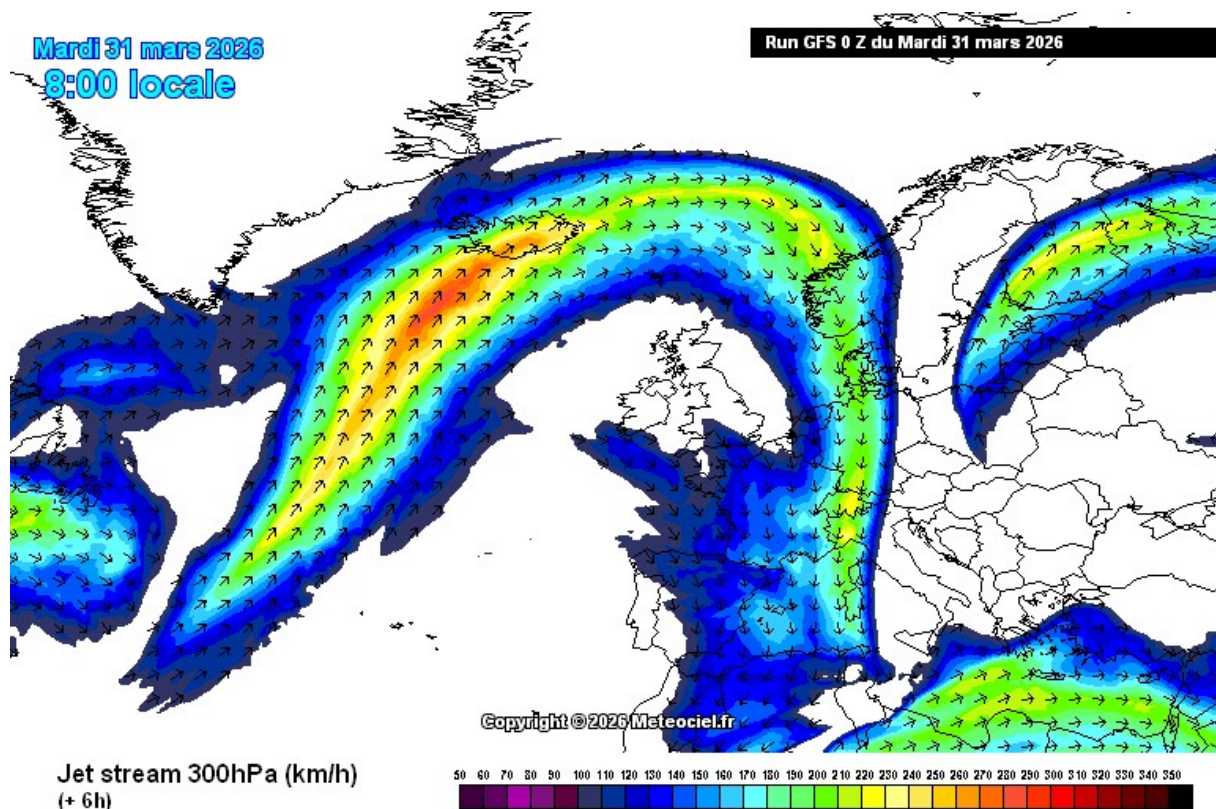 Mardi 31 mars 2026
8:00 locale
Run GFS 0 Z du Mardi 31 mars 2026
Copyright © 2026 Meteociel.fr
Jet stream 300hPa (km/h)
(+ 6h)
50 60 70 80 90 100 110 120 130 140 150 160 170 180 190 200 210 220 230 240 250 260 270 280 290 300 310 320 330 340 350